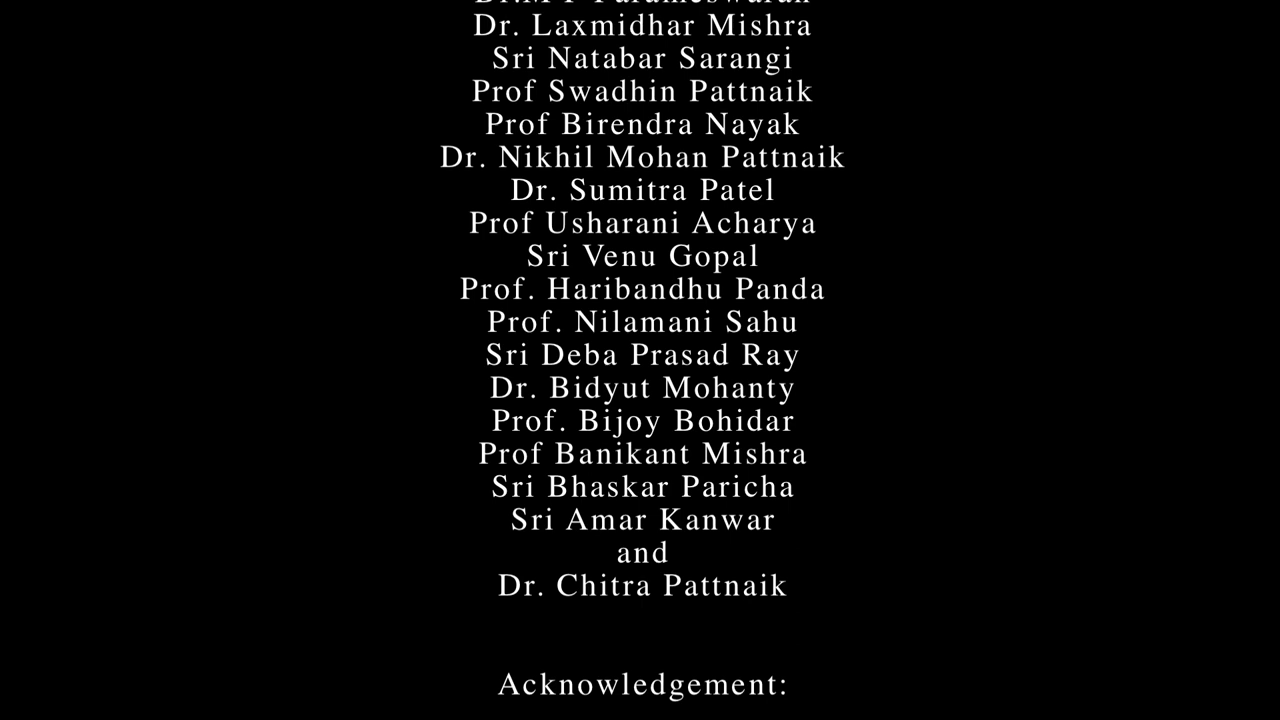 Dr. Laxmidhar Mishra
Sri Natabar Sarangi
Prof Swadhin Pattnaik
Prof Birendra Nayak
Dr. Nikhil Mohan Pattnaik
Dr. Sumitra Patel
Prof Usharani Acharya
Sri Venu Gopal
Prof. Haribandhu Panda
Prof. Nilamani Sahu
Sri Deba Prasad Ray
Dr. Bidyut Mohanty
Prof. Bijoy Bohidar
Prof Banikant Mishra
Sri Bhaskar Paricha
Sri Amar Kanwar
and
Dr. Chitra Pattnaik
Acknowledgement: